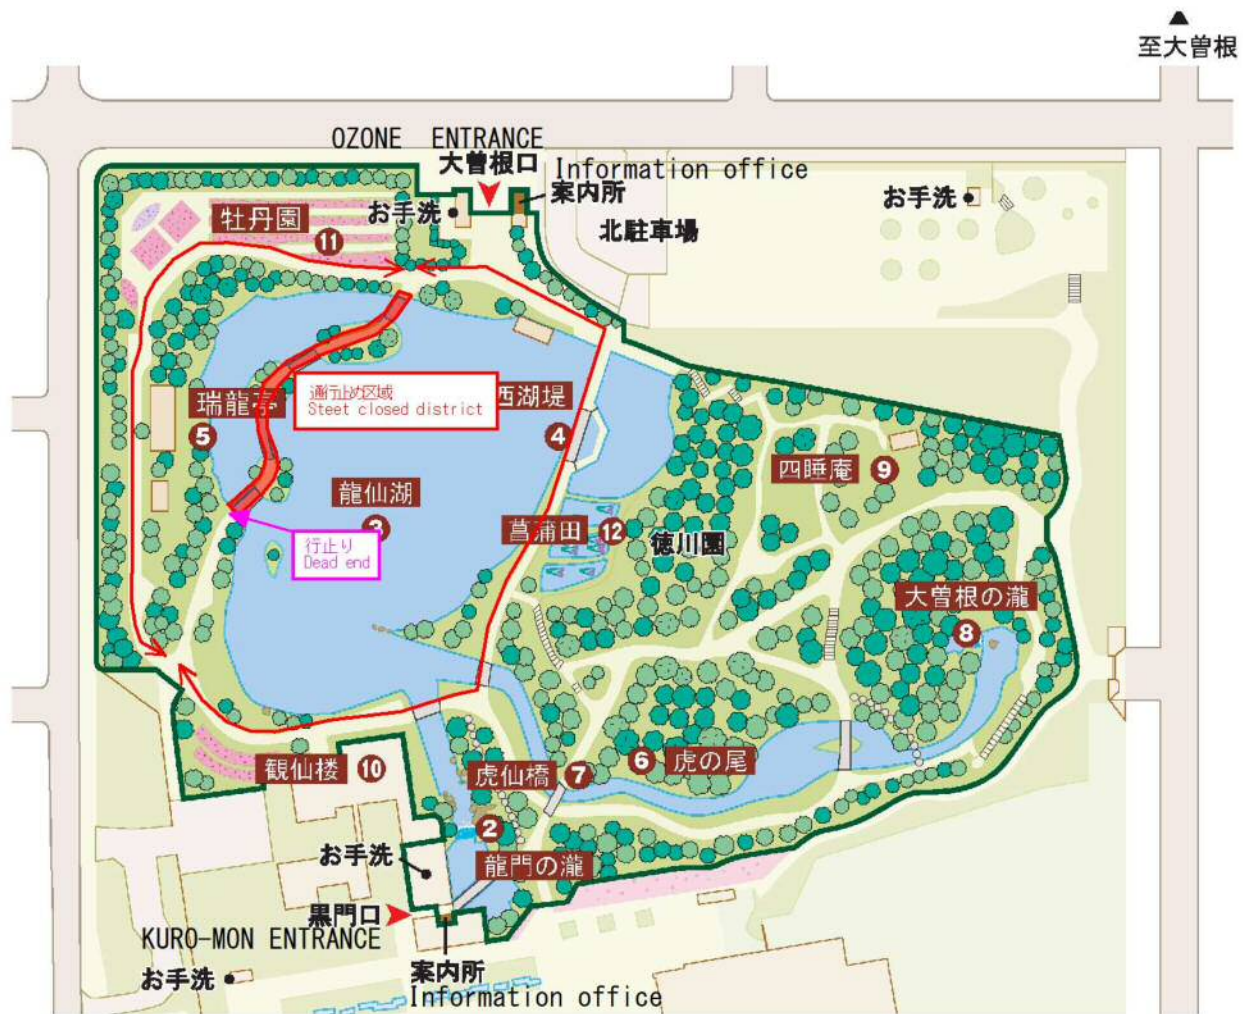 ▲
至大曽根
OZONE ENTRANCE
大曽根口
Information office
案内所
お手洗
お手洗
北駐車場
牡丹園
11
通行止め区域
Steet closed district
瑞龍亭
5
西湖堤
4
四睡庵 9
龍仙湖
3
菖蒲田 12
徳川園
行止り
Dead end
大曽根の瀧
8
観仙楼 10
虎仙橋 7
6 虎の尾
2
龍門の瀧
お手洗
黒門口
KURO-MON ENTRANCE
お手洗
案内所
Information office